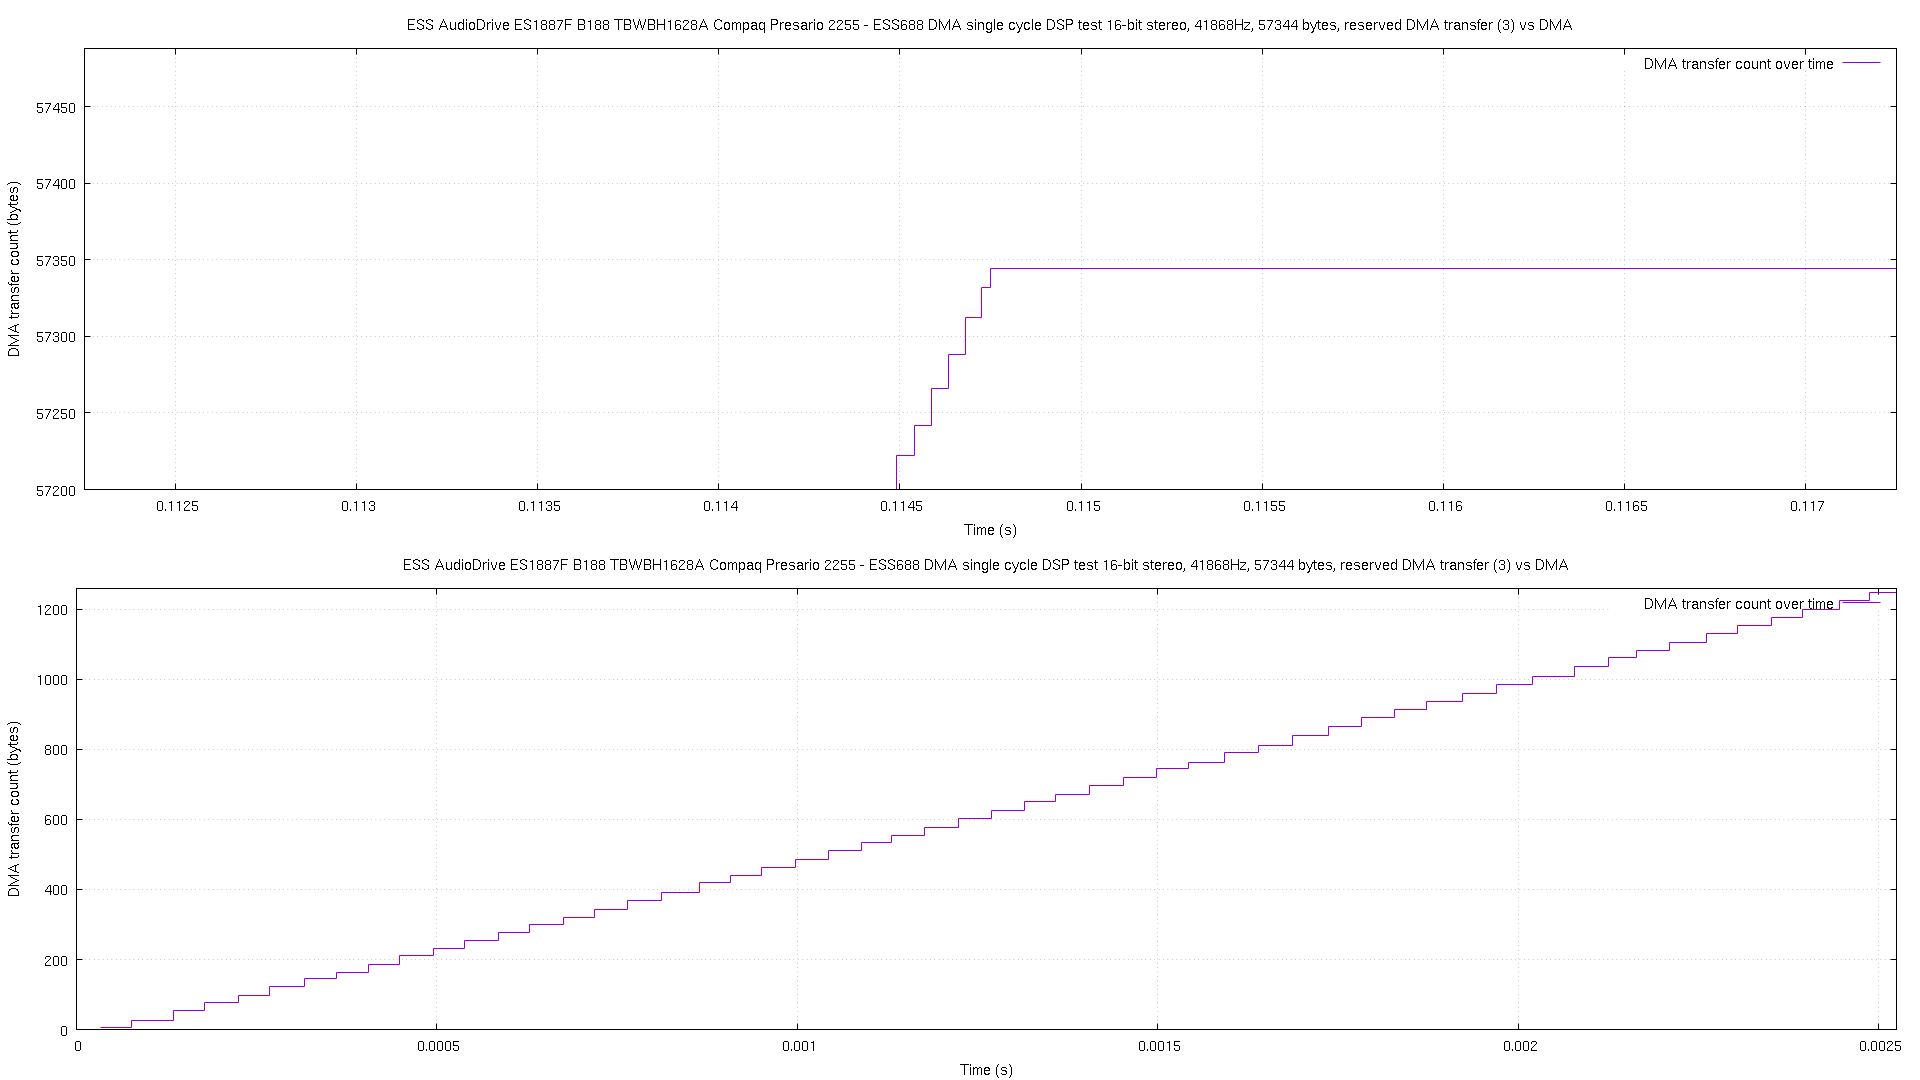 ESS AudioDrive ES1887F B188 TBWBH1628A Compaq Presario 2255 - ESS688 DMA single cycle DSP test 16-bit stereo, 41868Hz, 57344 bytes, reserved DMA transfer (3) vs DMA
DMA transfer count over time
57450
57400
57350
57300
57250
57200
DMA transfer count (bytes)
0.1125 0.113 0.1135 0.114 0.1145 0.115 0.1155 0.116 0.1165 0.117
Time (s)
ESS AudioDrive ES1887F B188 TBWBH1628A Compaq Presario 2255 - ESS688 DMA single cycle DSP test 16-bit stereo, 41868Hz, 57344 bytes, reserved DMA transfer (3) vs DMA
DMA transfer count over time
1200
1000
800
600
400
200
0
DMA transfer count (bytes)
0 0.0005 0.001 0.0015 0.002 0.0025
Time (s)